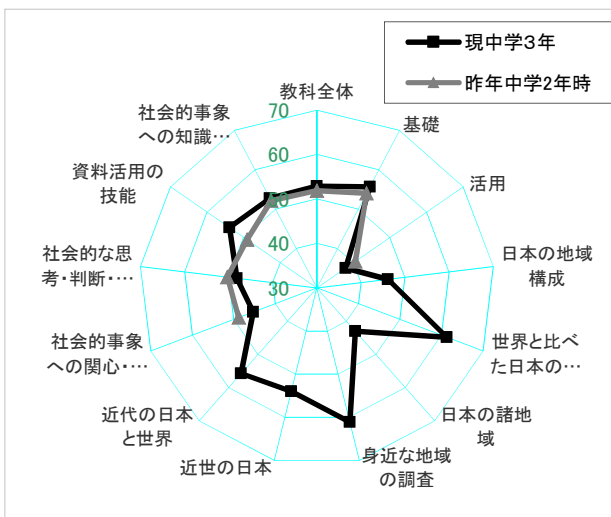 現中学3年
昨年中学2年時
教科全体
基礎
活用
日本の地域
構成
世界と比べ
た日本の…
日本の諸地
域
身近な地域
の調査
近世の日本
近代の日本
と世界
社会的事象
への関心・…
社会的な思
考・判断・…
資料活用の
技能
社会的事象
への知識…
70
60
50
40
30